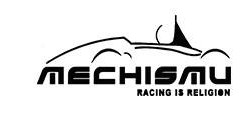 MECHISMU
RACING IS RELIGION